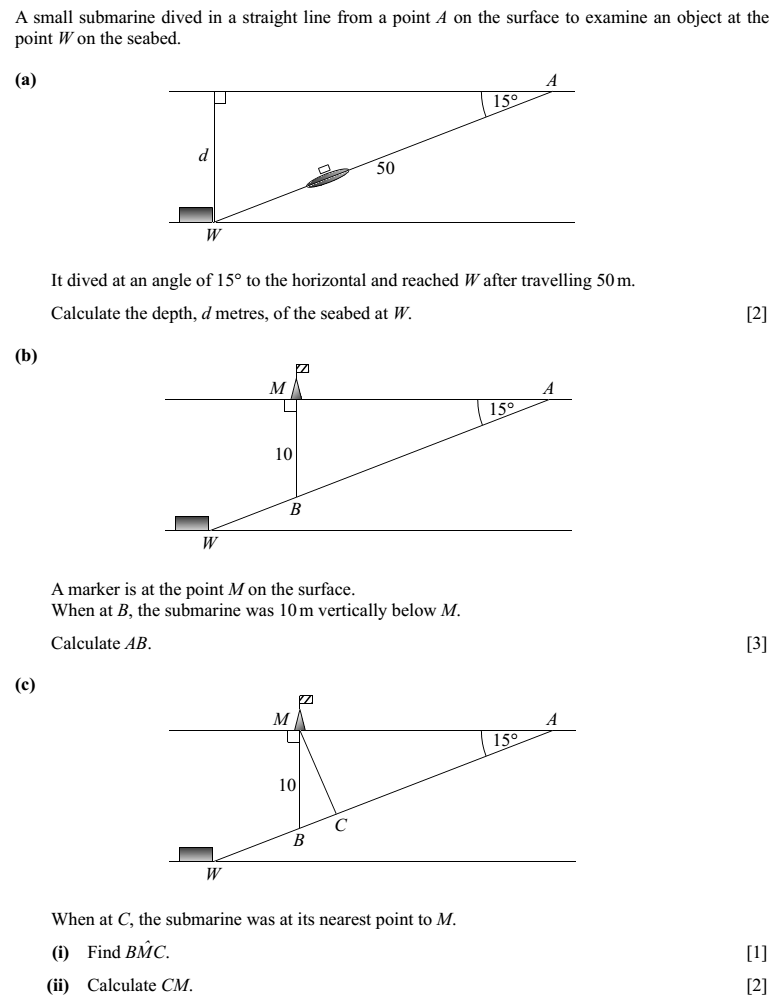 A small submarine dived in a straight line from a point A on the surface to examine an object at the
point W on the seabed.
(a)
A
15°
d
50
W
It dived at an angle of 15° to the horizontal and reached W after travelling 50 m.
Calculate the depth, d metres, of the seabed at W. [2]
(b)
M
A
15°
10
B
W
A marker is at the point M on the surface.
When at B, the submarine was 10 m vertically below M.
Calculate AB. [3]
(c)
M
A
15°
10
C
B
W
When at C, the submarine was at its nearest point to M.
(i) Find BM̂C. [1]
(ii) Calculate CM. [2]